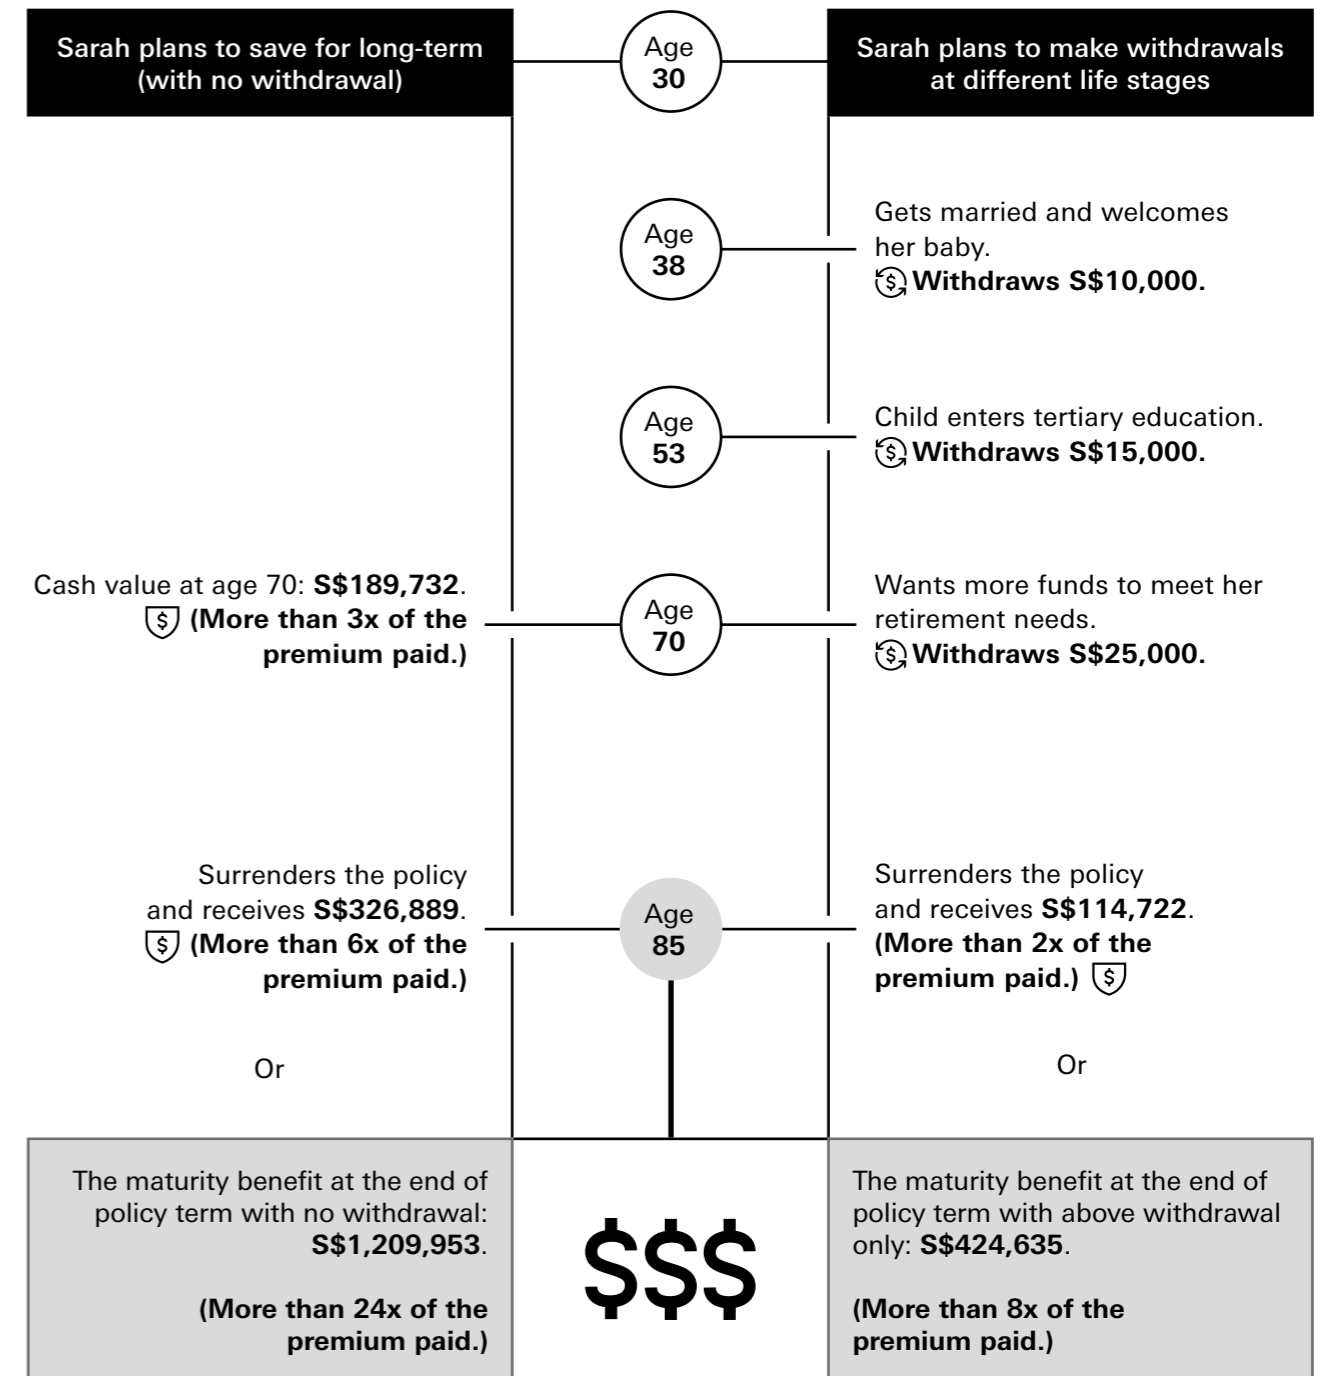 Sarah plans to save for long-term
(with no withdrawal)
Age
30
Sarah plans to make withdrawals
at different life stages
Age
38
Gets married and welcomes
her baby.
Withdraws S$10,000.
Age
53
Child enters tertiary education.
Withdraws S$15,000.
Cash value at age 70: S$189,732.
(More than 3x of the
premium paid.)
Age
70
Wants more funds to meet her
retirement needs.
Withdraws S$25,000.
Surrenders the policy
and receives S$326,889.
(More than 6x of the
premium paid.)
Age
85
Surrenders the policy
and receives S$114,722.
(More than 2x of the
premium paid.)
Or
Or
The maturity benefit at the end of
policy term with no withdrawal:
S$1,209,953.
(More than 24x of the
premium paid.)
$$$
The maturity benefit at the end of
policy term with above withdrawal
only: S$424,635.
(More than 8x of the
premium paid.)